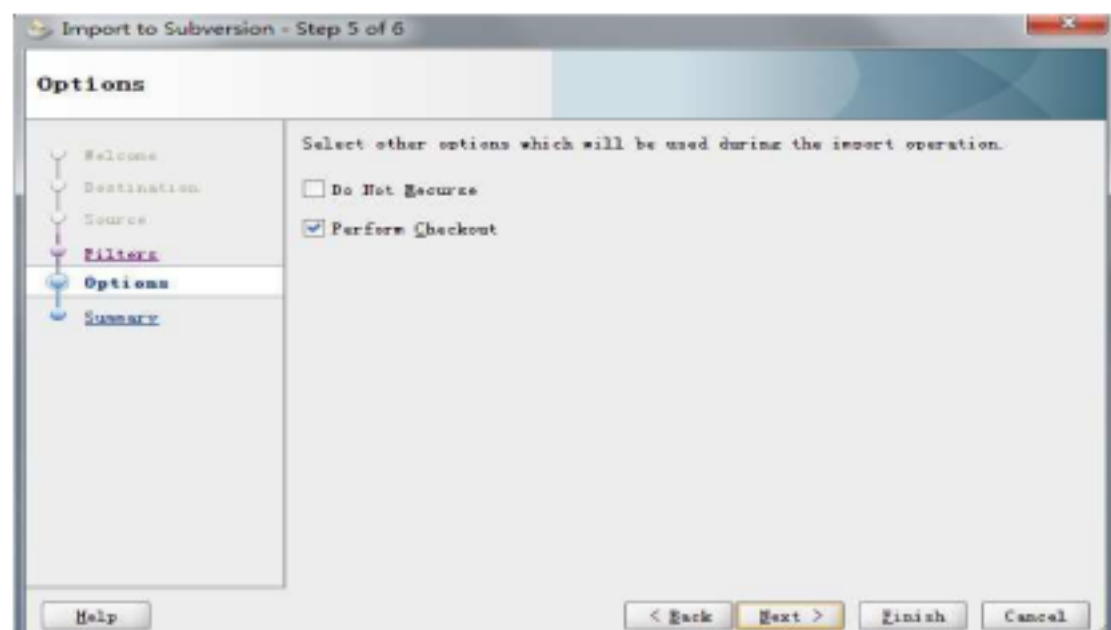 Import to Subversion - Step 5 of 6
Options
Welcome
Destination
Source
Filters
Options
Summary
Select other options which will be used during the import operation.
Do Not Recurse
Perform Checkout
Help
< Back
Next >
Finish
Cancel